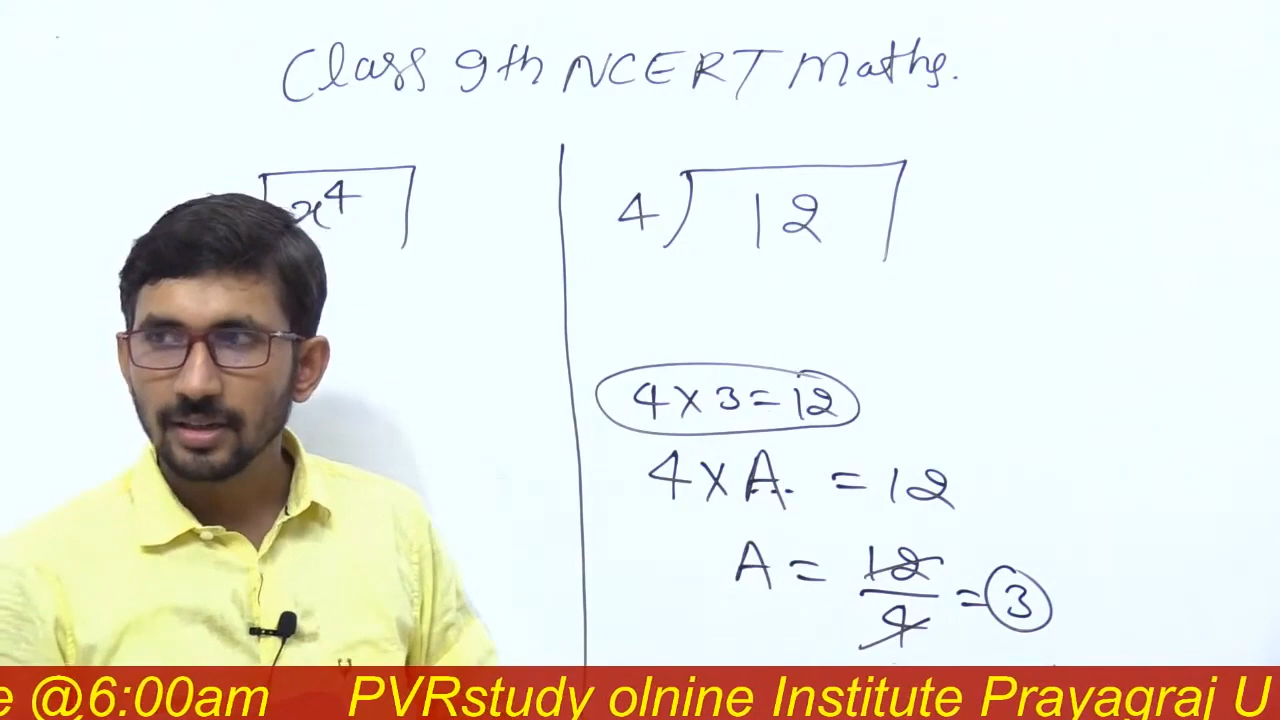 Class 9th NCERT Maths.
x⁴
4) 12
4 × 3 = 12
4 × A. = 12
A = 12/4 = 3
e @6:00am PVRstudy olnine Institute Prayagraj U